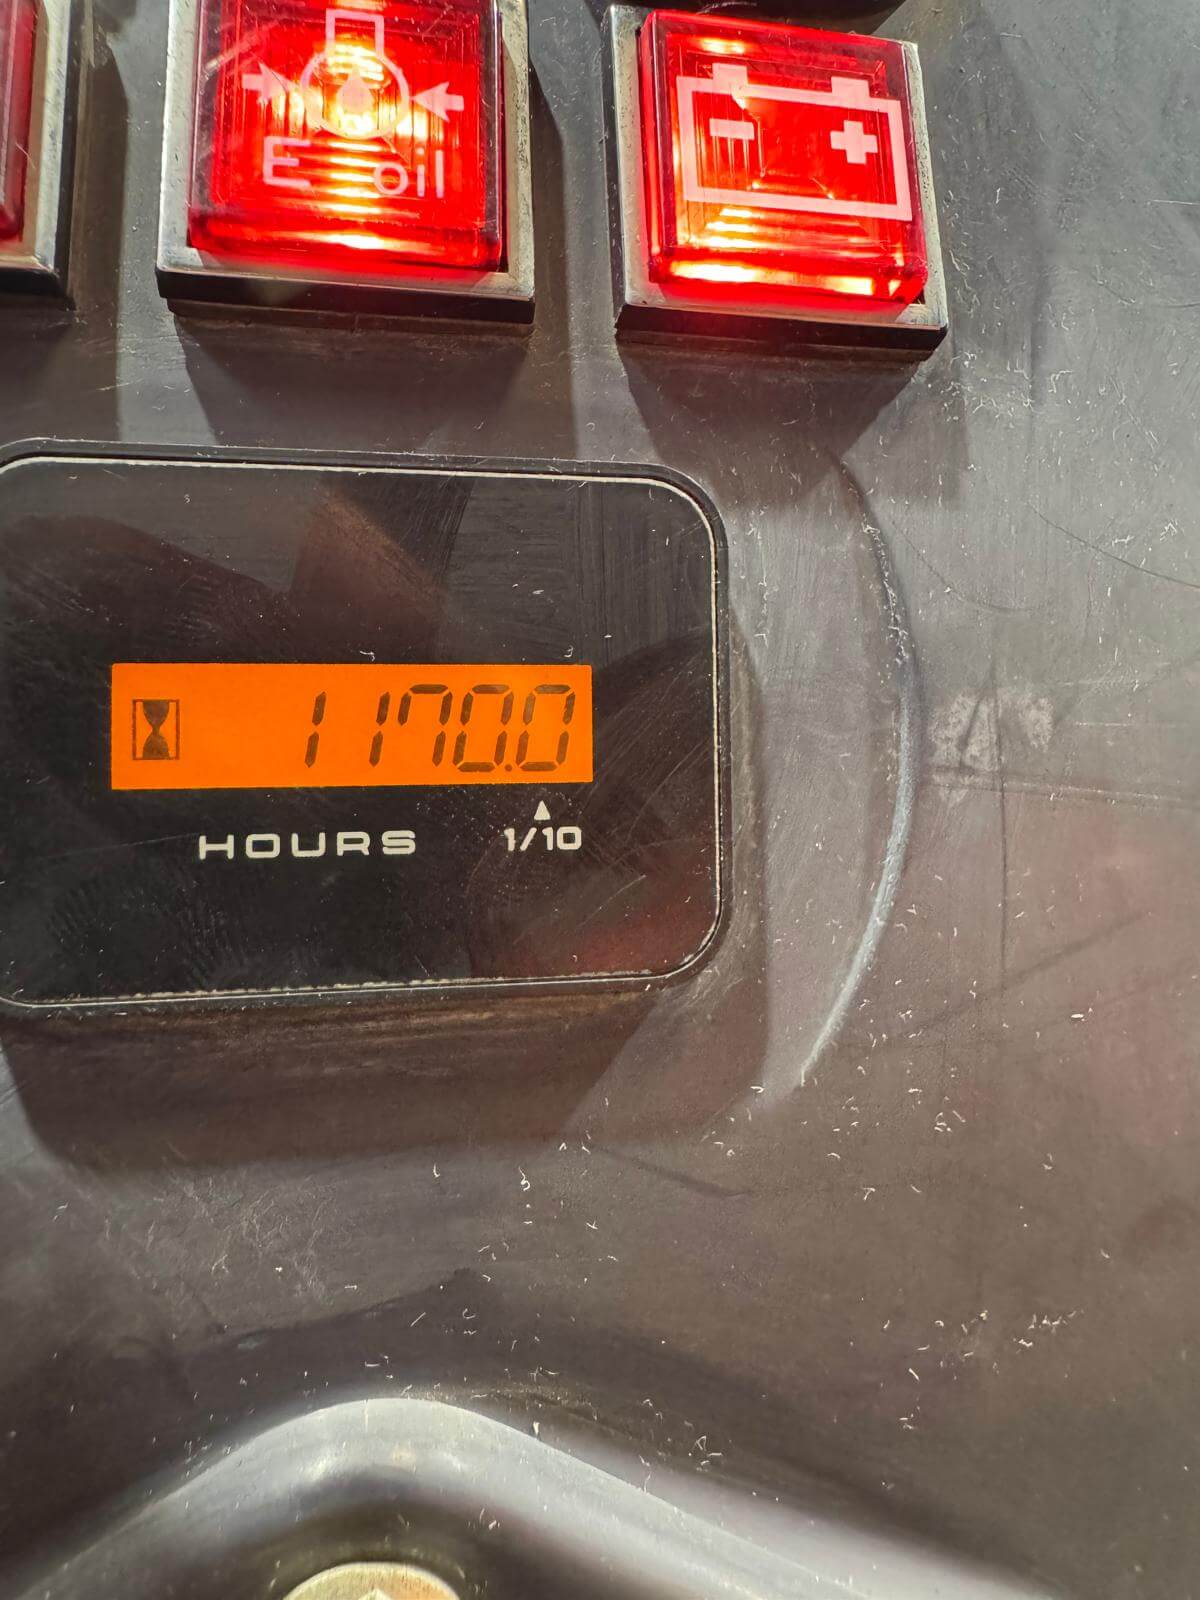 E oil
- +
1170.0
HOURS 1/10